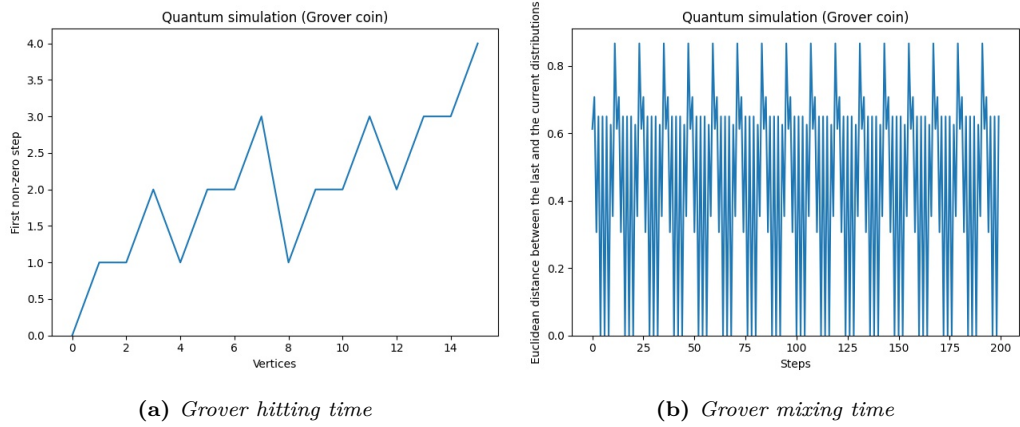 Quantum simulation (Grover coin)
First non-zero step
4.0
3.5
3.0
2.5
2.0
1.5
1.0
0.5
0.0
0 2 4 6 8 10 12 14
Vertices
(a) Grover hitting time
Quantum simulation (Grover coin)
Euclidean distance between the last and the current distributions
0.8
0.6
0.4
0.2
0.0
0 25 50 75 100 125 150 175 200
Steps
(b) Grover mixing time